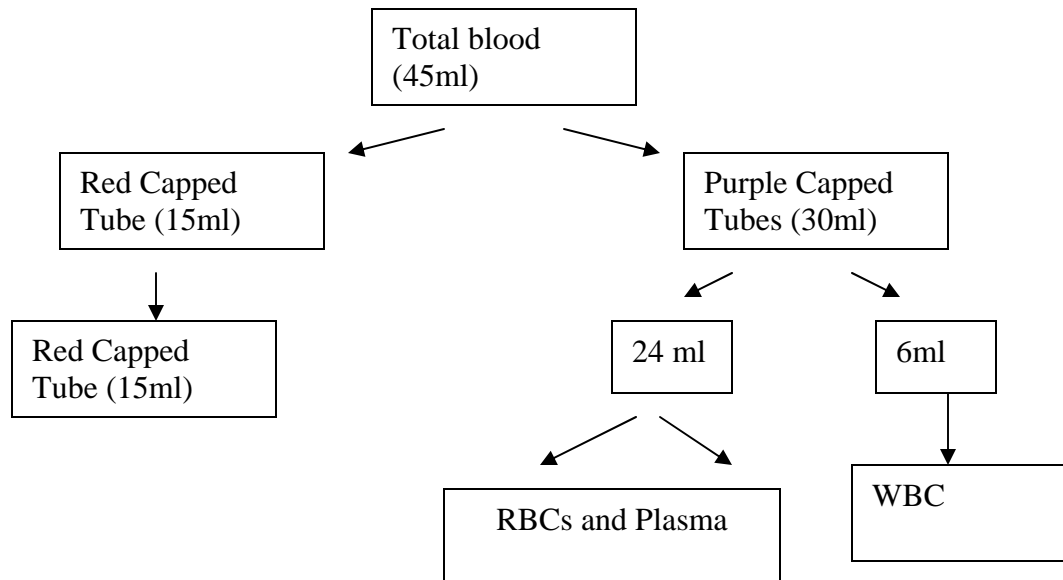 Total blood
(45ml)
Red Capped
Tube (15ml)
Purple Capped
Tubes (30ml)
Red Capped
Tube (15ml)
24 ml
6ml
RBCs and Plasma
WBC